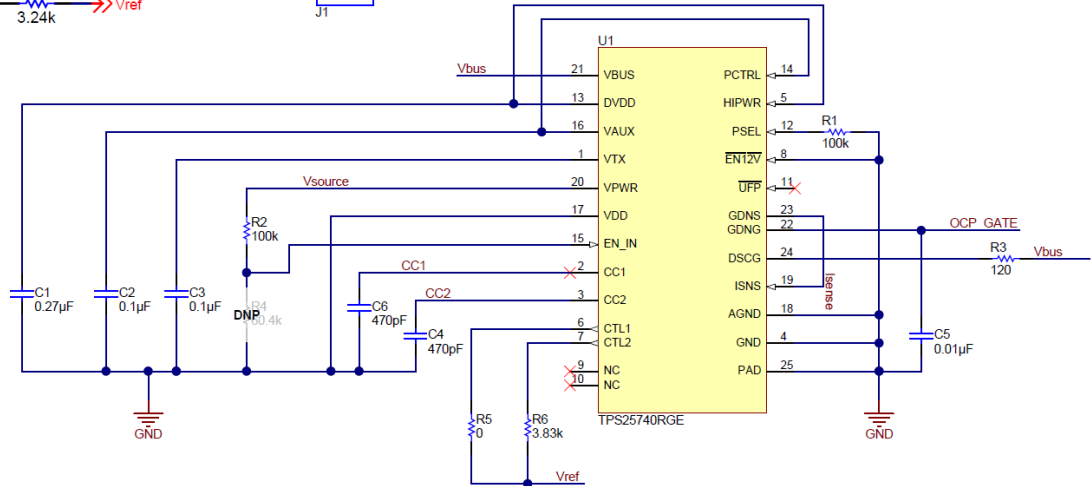 3.24k
Vref
J1
U1
Vbus
21
VBUS
PCTRL
14
13
DVDD
HIPWR
5
16
VAUX
PSEL
12
R1
100k
1
VTX
EN12V
8
Vsource
20
VPWR
UFP
11
17
VDD
GDNS
23
GDNG
22
OCP_GATE
R2
100k
15
EN_IN
DSCG
24
R3
120
Vbus
CC1
2
CC1
ISNS
19
Isense
CC2
3
CC2
AGND
18
C1
0.27µF
C2
0.1µF
C3
0.1µF
DNP
R4
60.4k
C6
470pF
C4
470pF
6
CTL1
7
CTL2
GND
4
C5
0.01µF
9
NC
10
NC
PAD
25
TPS25740RGE
GND
R5
0
R6
3.83k
GND
Vref